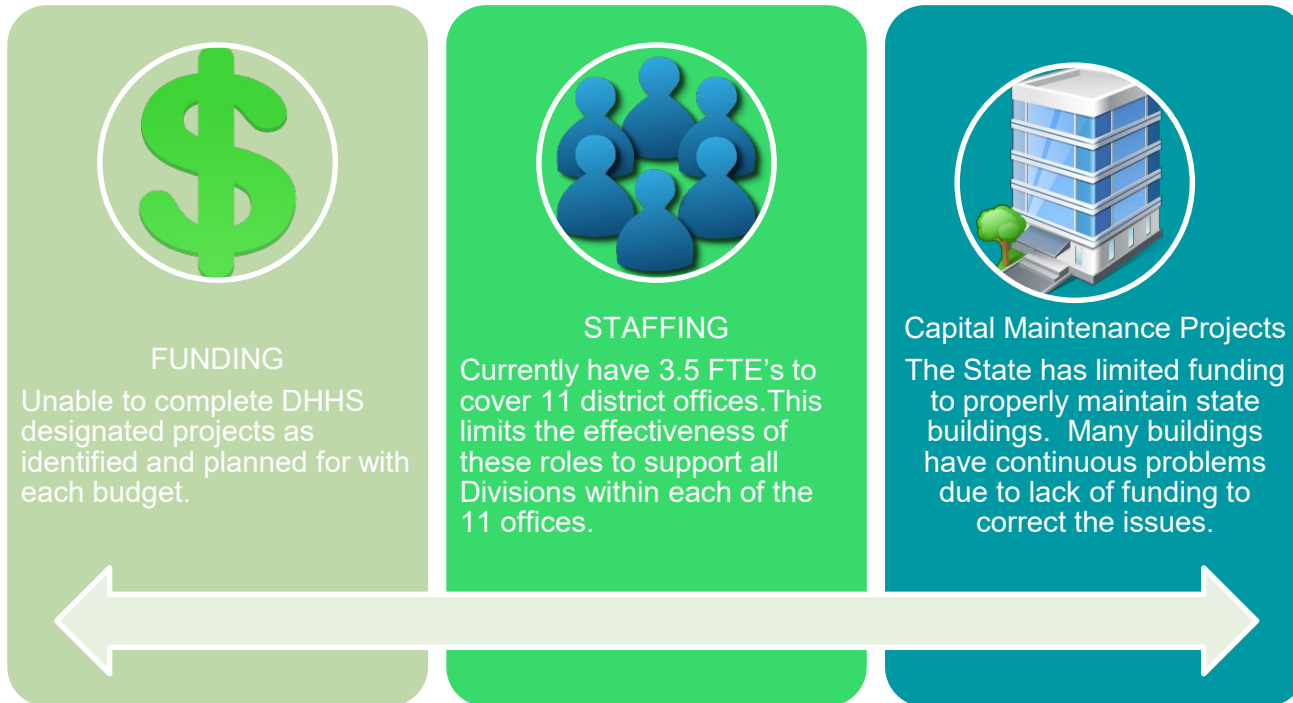 FUNDING
Unable to complete DHHS
designated projects as
identified and planned for with
each budget.
STAFFING
Currently have 3.5 FTE's to
cover 11 district offices.This
limits the effectiveness of
these roles to support all
Divisions within each of the
11 offices.
Capital Maintenance Projects
The State has limited funding
to properly maintain state
buildings.  Many buildings
have continuous problems
due to lack of funding to
correct the issues.